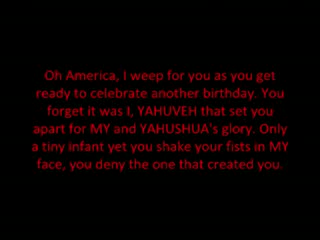 Oh America, I weep for you as you get
ready to celebrate another birthday. You
forget it was I, YAHUVEH that set you
apart for MY and YAHUSHUA's glory. Only
a tiny infant yet you shake your fists in MY
face, you deny the one that created you